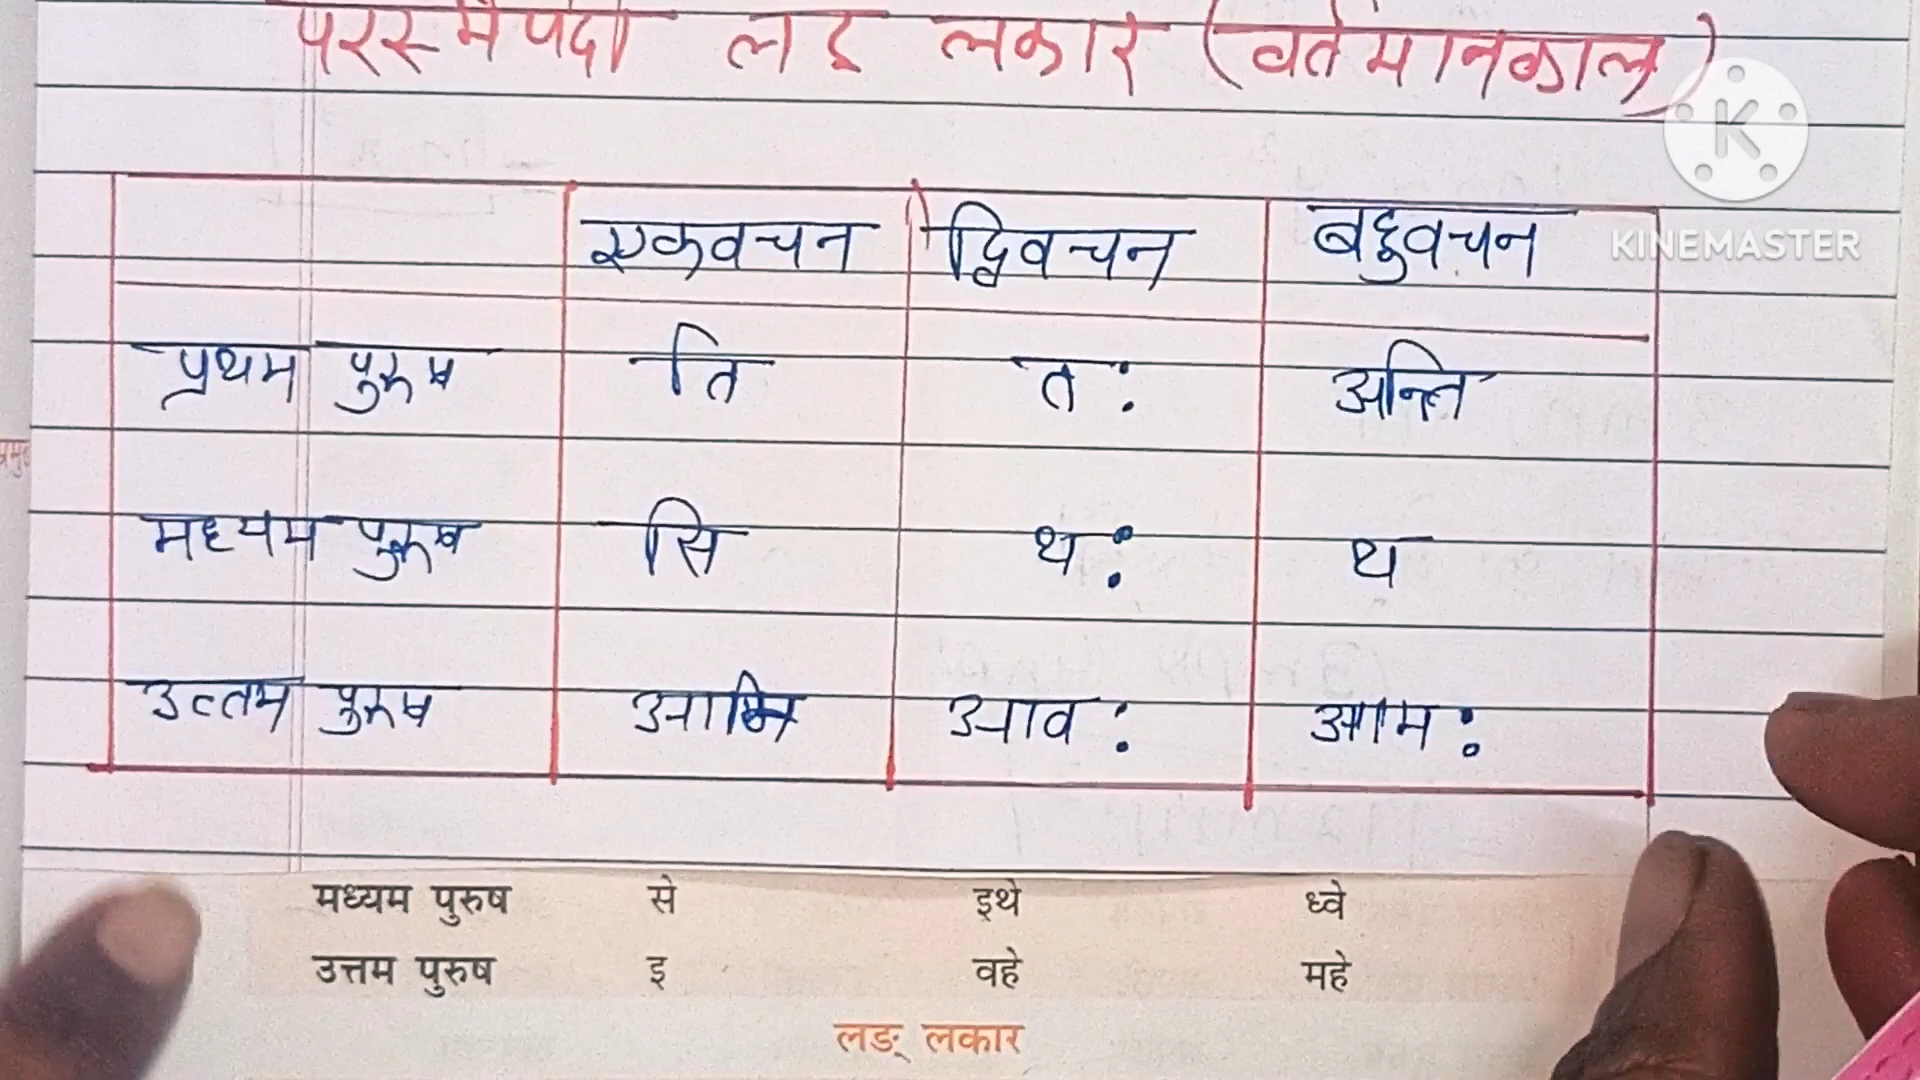 परस्मैपदी लट् लकार (वर्तमानकाल)
K
KINEMASTER
एकवचन द्विवचन बहुवचन
प्रथम पुरुष ति त: अन्ति
मध्यम पुरुष सि थ: थ
उत्तम पुरुष आमि आव: आम:
मध्यम पुरुष से इथे ध्वे
उत्तम पुरुष इ वहे महे
लङ् लकार